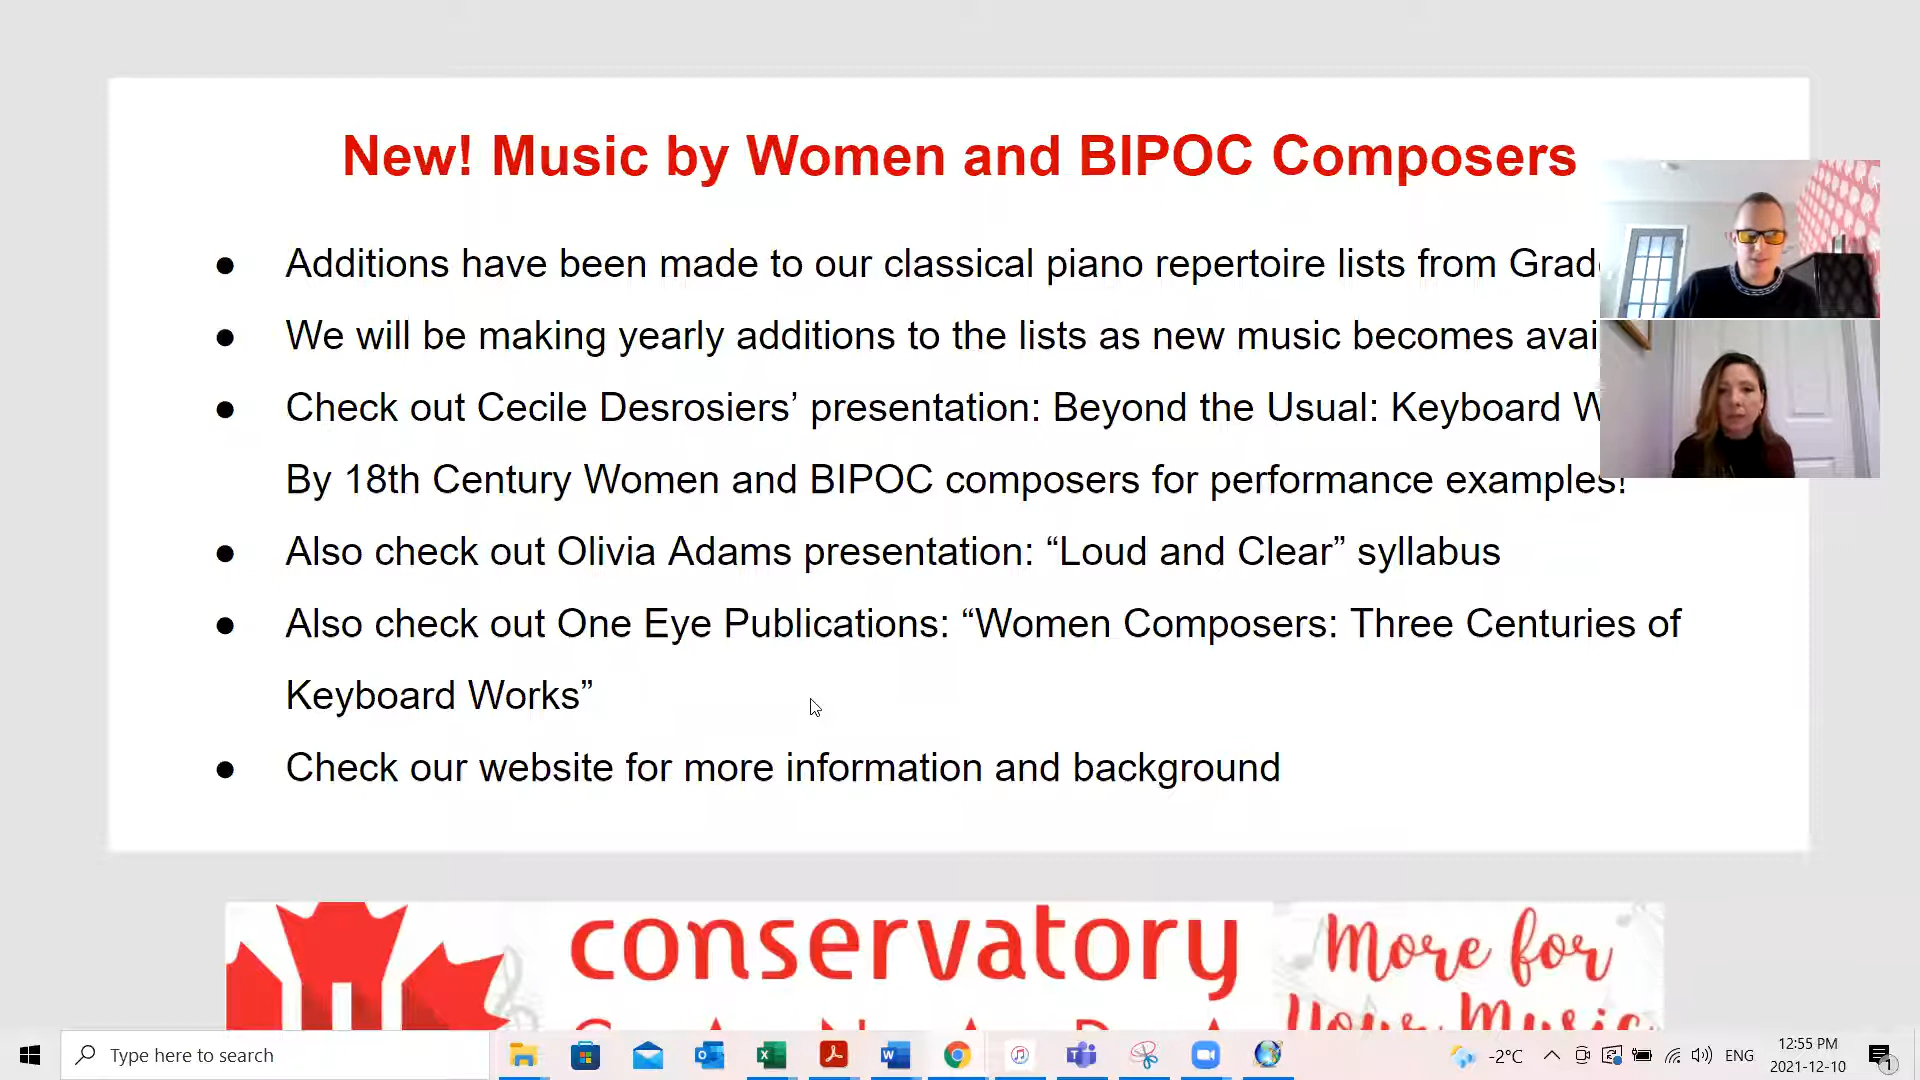 New! Music by Women and BIPOC Composers
● Additions have been made to our classical piano repertoire lists from
● We will be making yearly additions to the lists as new music becomes
● Check out Cecile Desrosiers’ presentation: Beyond the Usual: Keyboard
By 18th Century Women and BIPOC composers for performance examples!
● Also check out Olivia Adams presentation: “Loud and Clear” syllabus
● Also check out One Eye Publications: “Women Composers: Three Centuries of
Keyboard Works”
● Check our website for more information and background
conservatory
More for
Your Music
Type here to search
-2°C
ENG
12:55 PM
2021-12-10
1